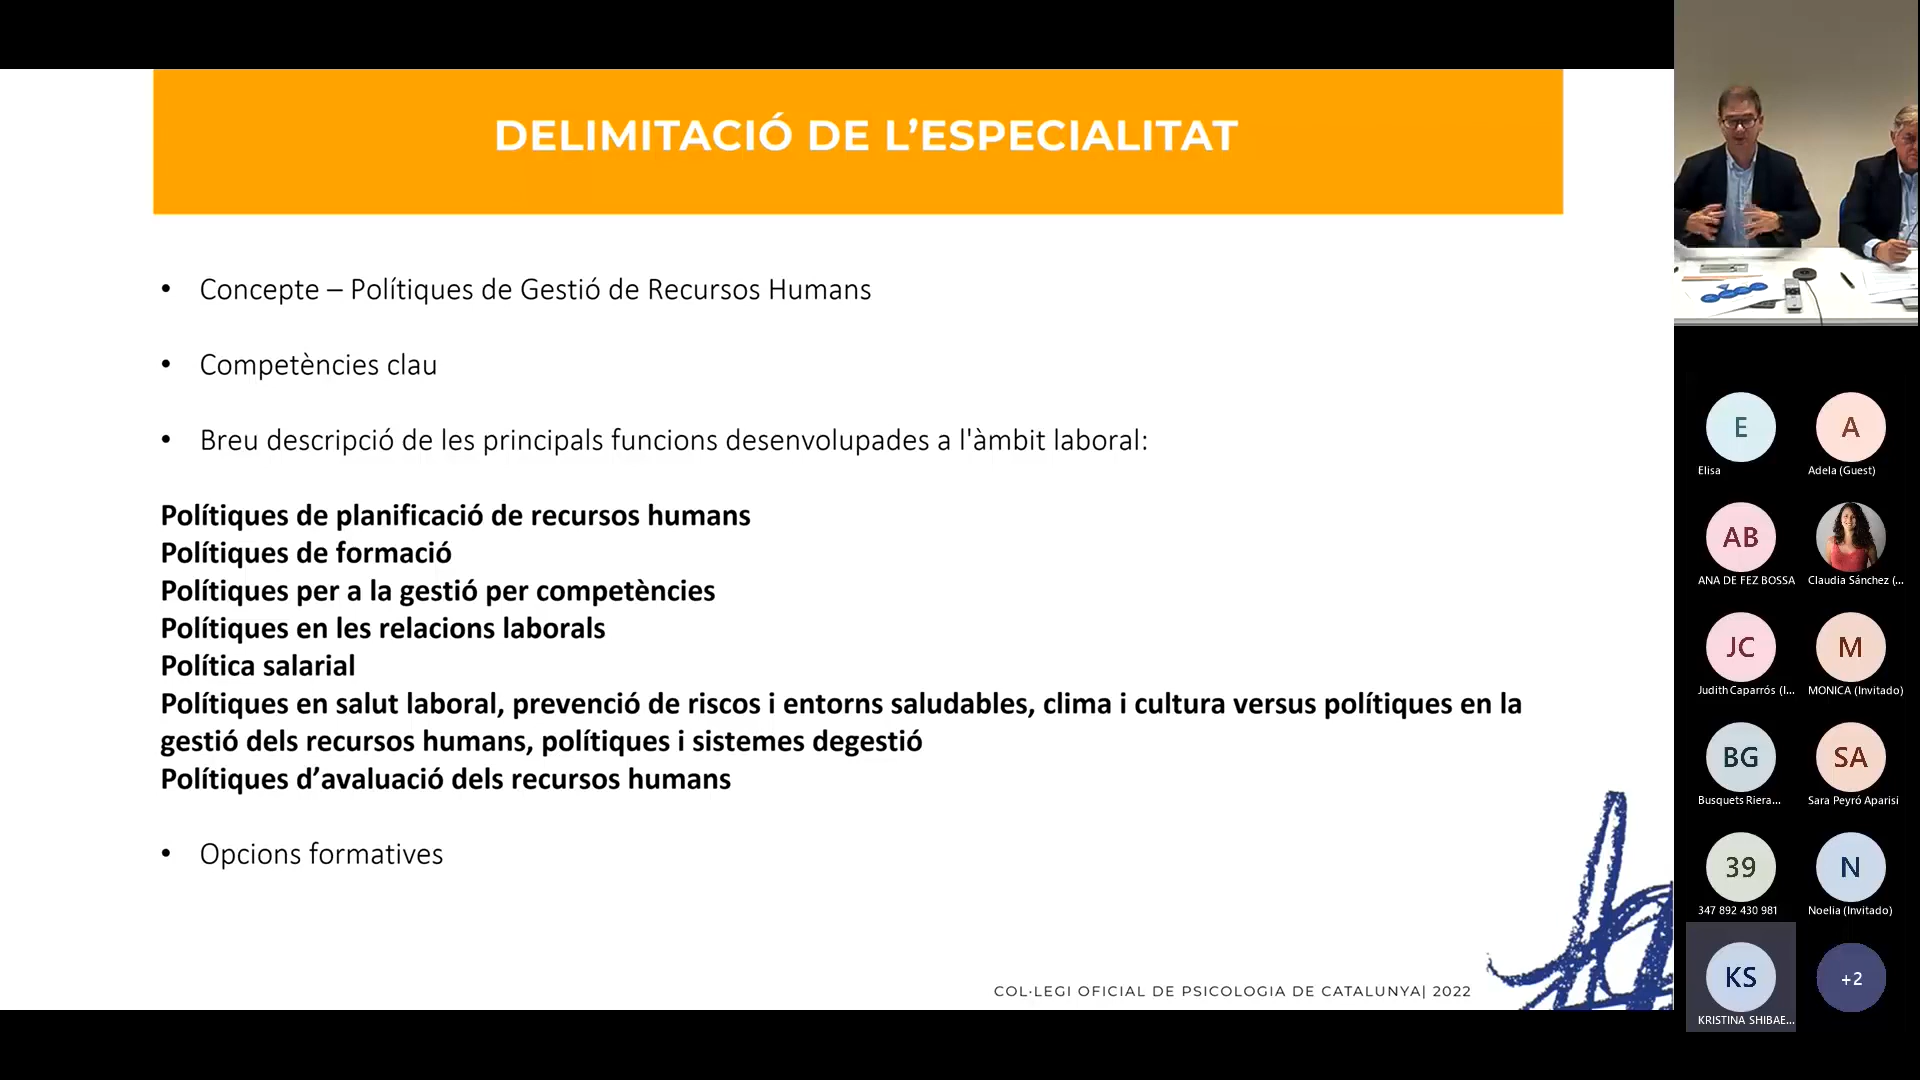 DELIMITACIÓ DE L’ESPECIALITAT
• Concepte – Polítiques de Gestió de Recursos Humans
• Competències clau
• Breu descripció de les principals funcions desenvolupades a l'àmbit laboral:
Polítiques de planificació de recursos humans
Polítiques de formació
Polítiques per a la gestió per competències
Polítiques en les relacions laborals
Política salarial
Polítiques en salut laboral, prevenció de riscos i entorns saludables, clima i cultura versus polítiques en la
gestió dels recursos humans, polítiques i sistemes degestió
Polítiques d’avaluació dels recursos humans
• Opcions formatives
COL·LEGI OFICIAL DE PSICOLOGIA DE CATALUNYA| 2022
E
Elisa
A
Adela (Guest)
AB
ANA DE FEZ BOSSA
Claudia Sánchez (...
JC
Judith Caparrós (I...
M
MONICA (Invitado)
BG
Busquets Riera...
SA
Sara Peyró Aparisi
39
347 892 430 981
N
Noelia (Invitado)
KS
KRISTINA SHIBAE...
+2